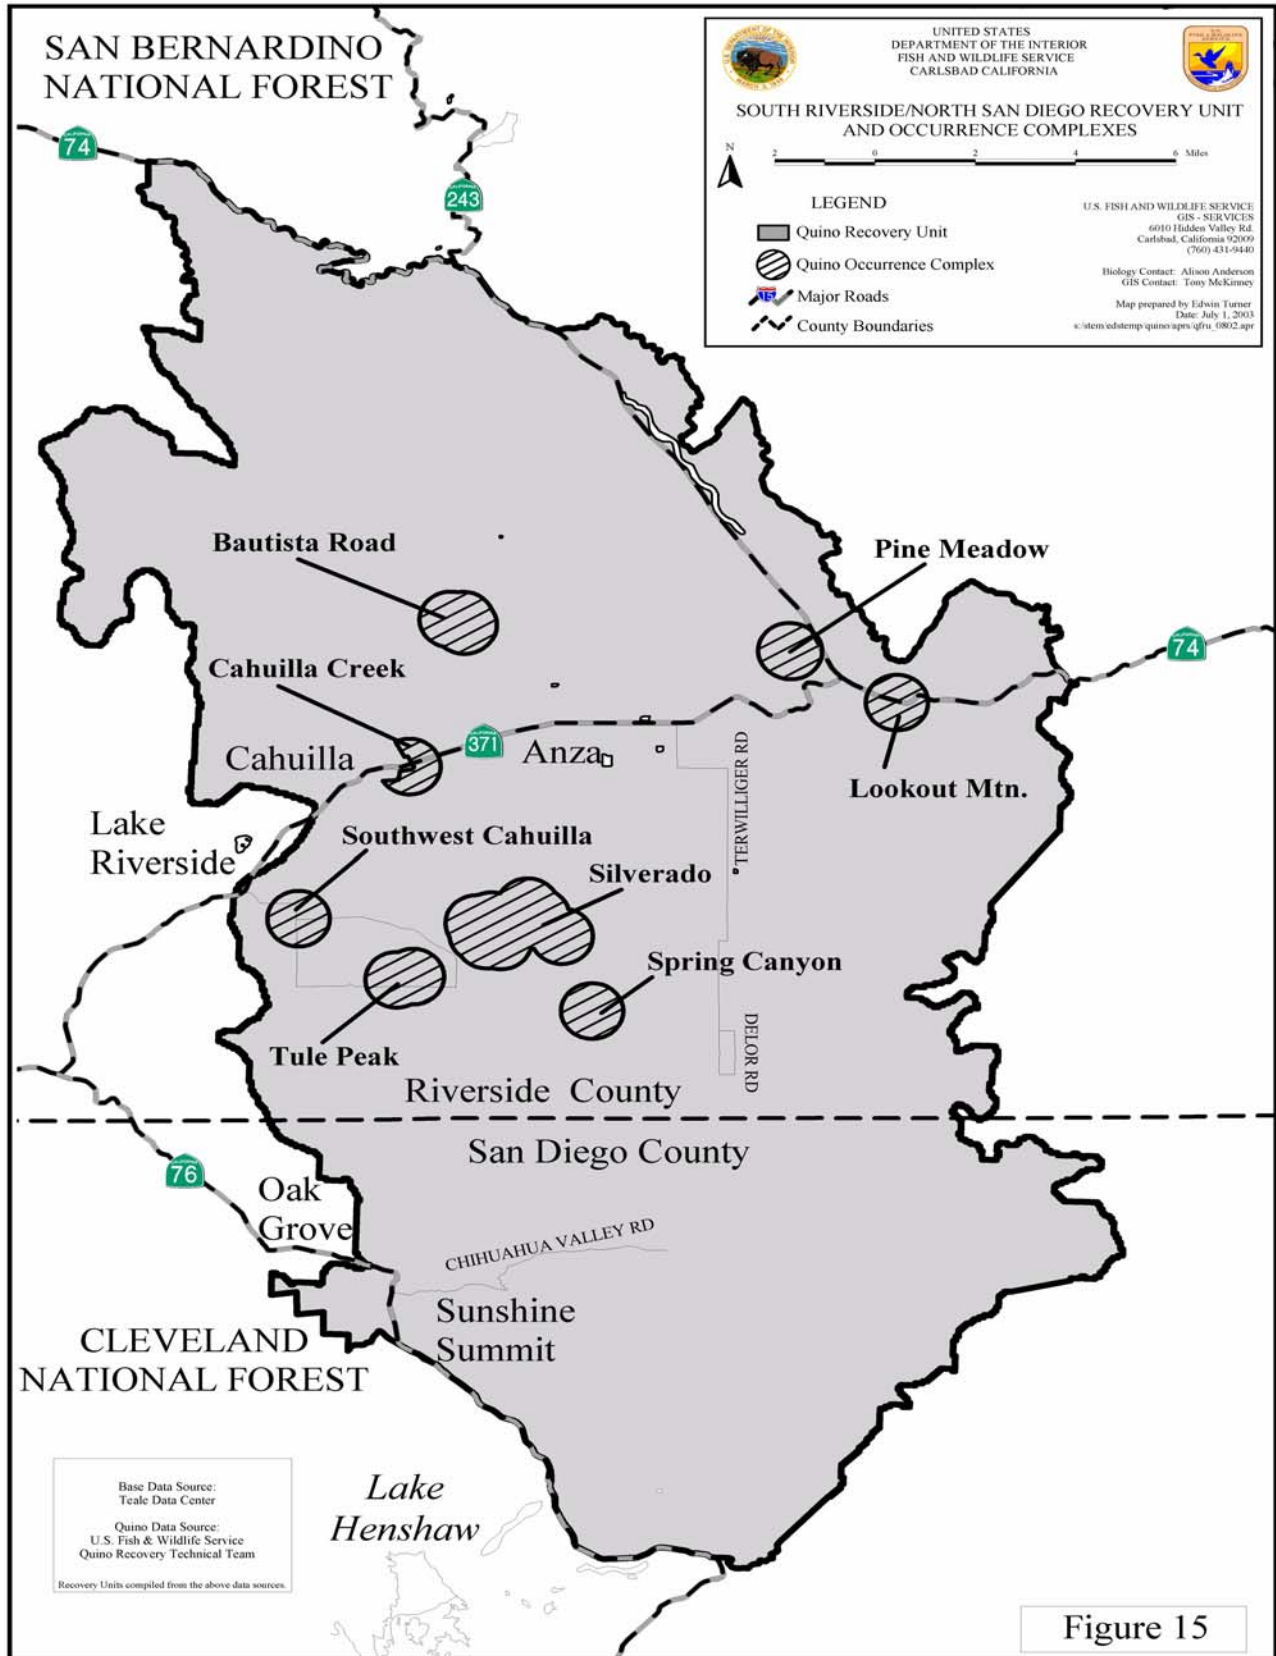 SAN BERNARDINO
NATIONAL FOREST
74
243
UNITED STATES
DEPARTMENT OF THE INTERIOR
FISH AND WILDLIFE SERVICE
CARLSBAD CALIFORNIA
SOUTH RIVERSIDE/NORTH SAN DIEGO RECOVERY UNIT
AND OCCURRENCE COMPLEXES
N
2 0 2 4 6 Miles
LEGEND
Quino Recovery Unit
Quino Occurrence Complex
15
Major Roads
County Boundaries
U.S. FISH AND WILDLIFE SERVICE
GIS - SERVICES
6010 Hidden Valley Rd.
Carlsbad, California 92009
(760) 431-9440
Biology Contact: Alison Anderson
GIS Contact: Tony McKinney
Map prepared by Edwin Turner
Date: July 1, 2003
s:/stem/edstemp/quino/aprs/qfru_0802.apr
Bautista Road
Pine Meadow
74
Cahuilla Creek
371
Cahuilla
Anza
TERWILLIGER RD
Lookout Mtn.
Lake
Riverside
Southwest Cahuilla
Silverado
Spring Canyon
DELOR RD
Tule Peak
Riverside County
San Diego County
76
Oak
Grove
CHIHUAHUA VALLEY RD
Sunshine
Summit
CLEVELAND
NATIONAL FOREST
Lake
Henshaw
Base Data Source:
Teale Data Center
Quino Data Source:
U.S. Fish & Wildlife Service
Quino Recovery Technical Team
Recovery Units compiled from the above data sources.
Figure 15